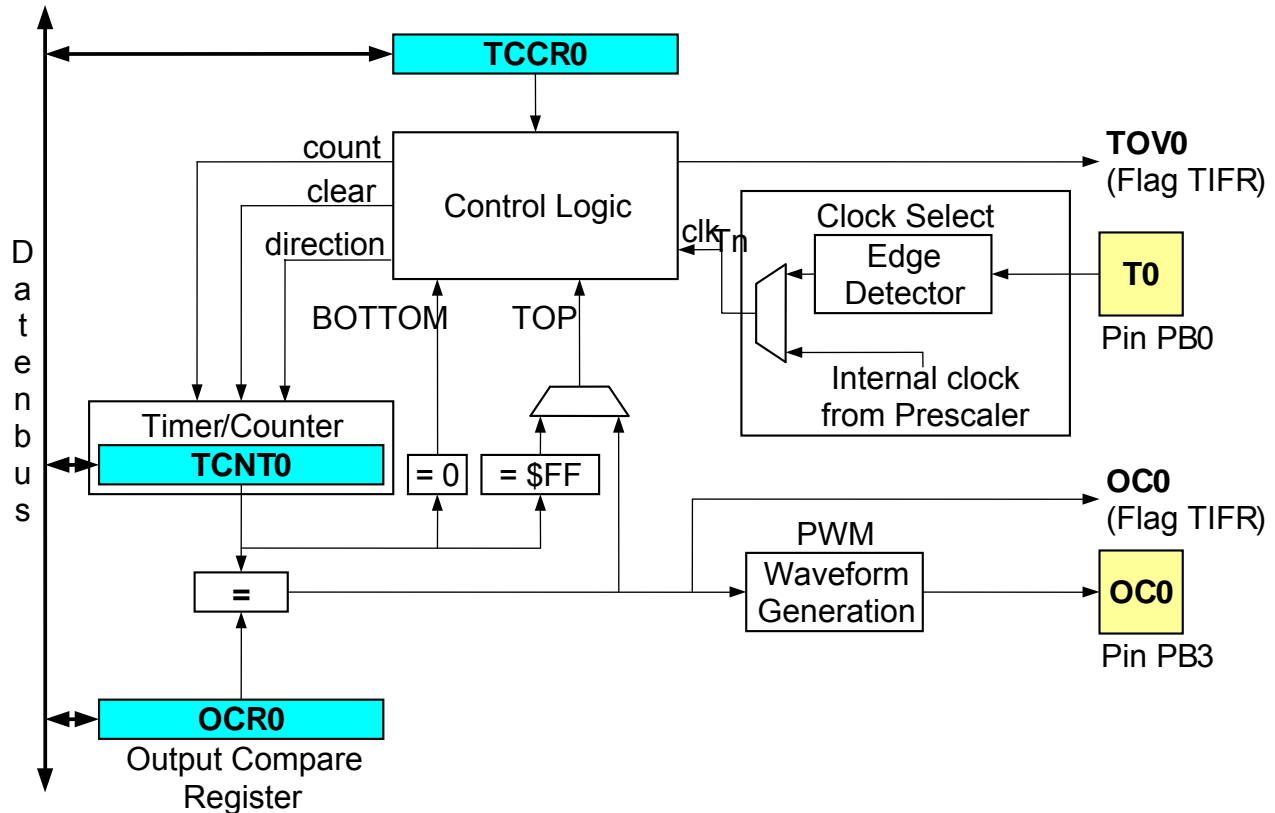 TCCR0
count
clear
direction
Control Logic
TOV0
(Flag TIFR)
Clock Select
clk
Tn
Edge
Detector
T0
Pin PB0
Internal clock
from Prescaler
BOTTOM
TOP
D
a
t
e
n
b
u
s
Timer/Counter
TCNT0
= 0
= $FF
OC0
(Flag TIFR)
PWM
Waveform
Generation
OC0
Pin PB3
=
OCR0
Output Compare
Register